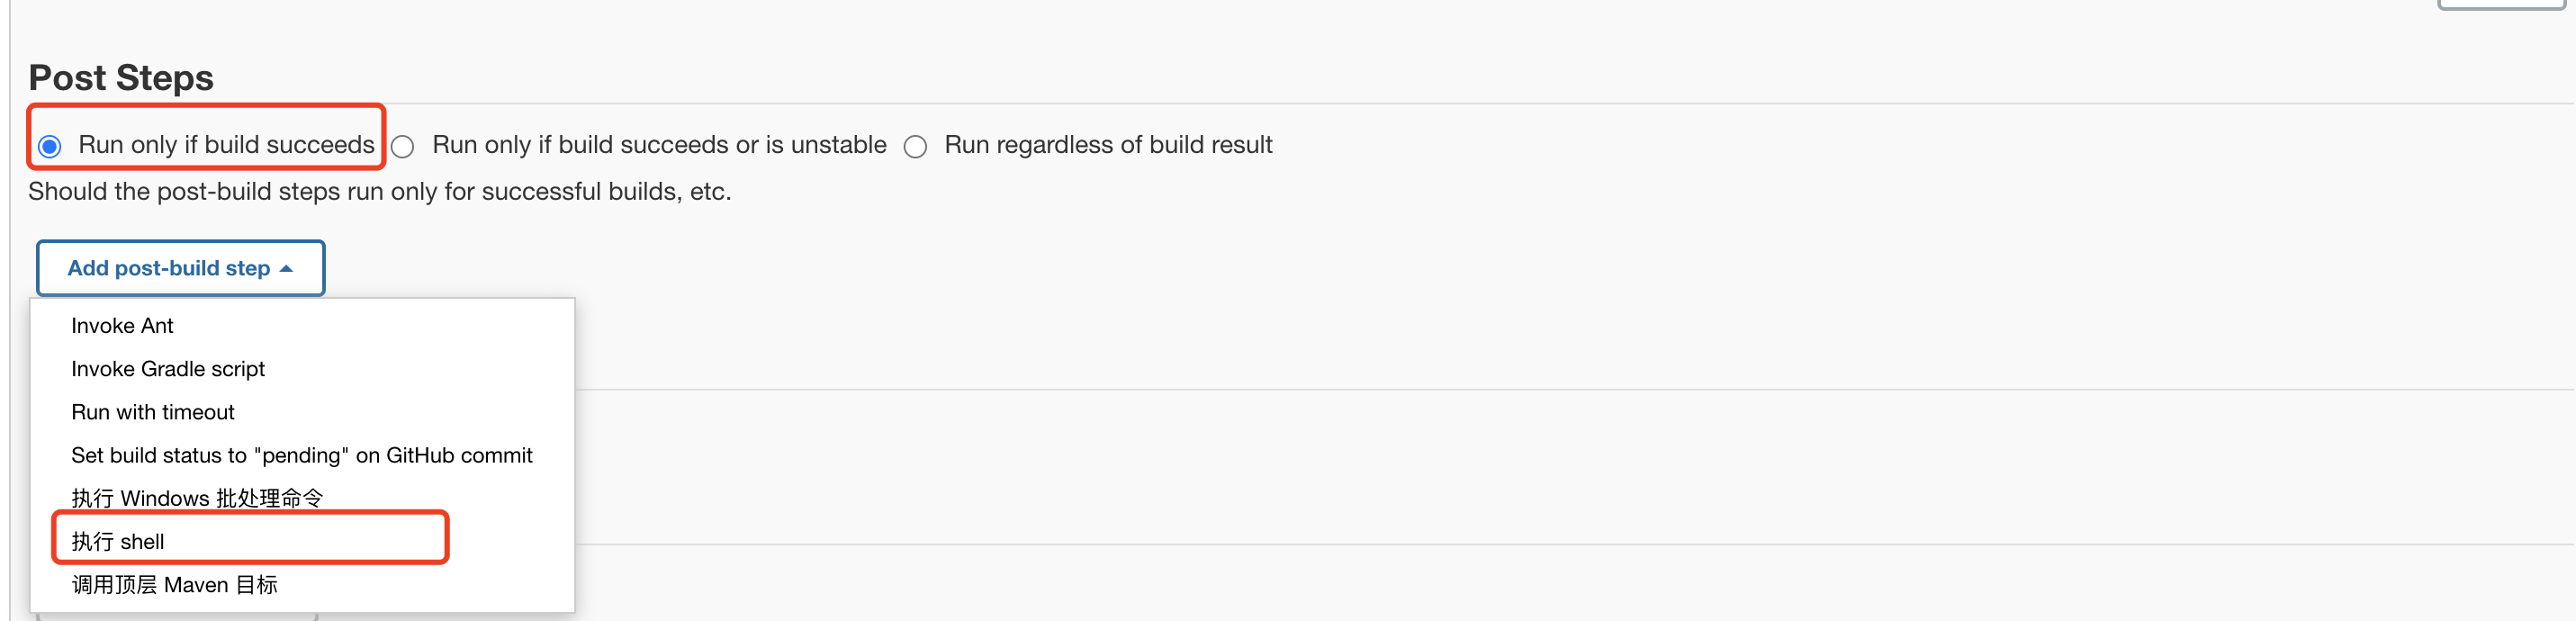 Post Steps
Run only if build succeeds Run only if build succeeds or is unstable Run regardless of build result
Should the post-build steps run only for successful builds, etc.
Add post-build step
Invoke Ant
Invoke Gradle script
Run with timeout
Set build status to "pending" on GitHub commit
执行 Windows 批处理命令
执行 shell
调用顶层 Maven 目标